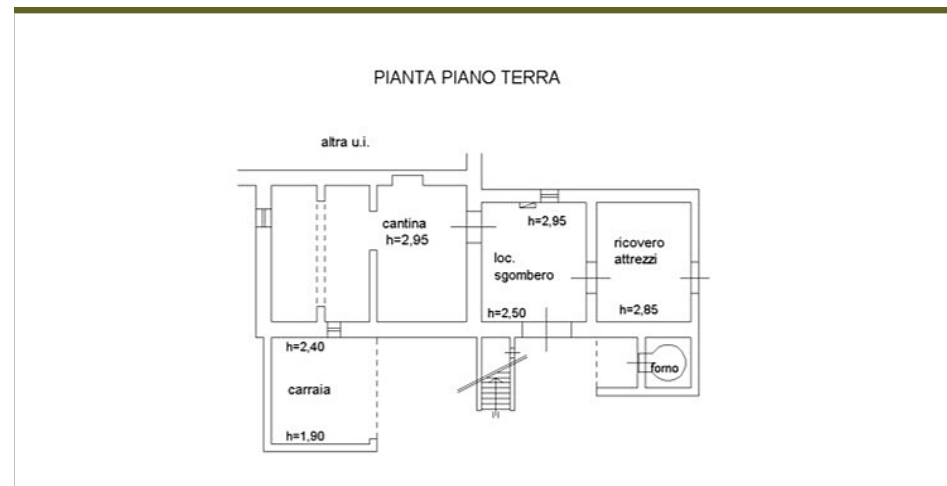 PIANTA PIANO TERRA
altra u.i.
cantina
h=2,95
h=2,95
loc.
sgombero
h=2,50
ricovero
attrezzi
h=2,85
h=2,40
carraia
h=1,90
forno